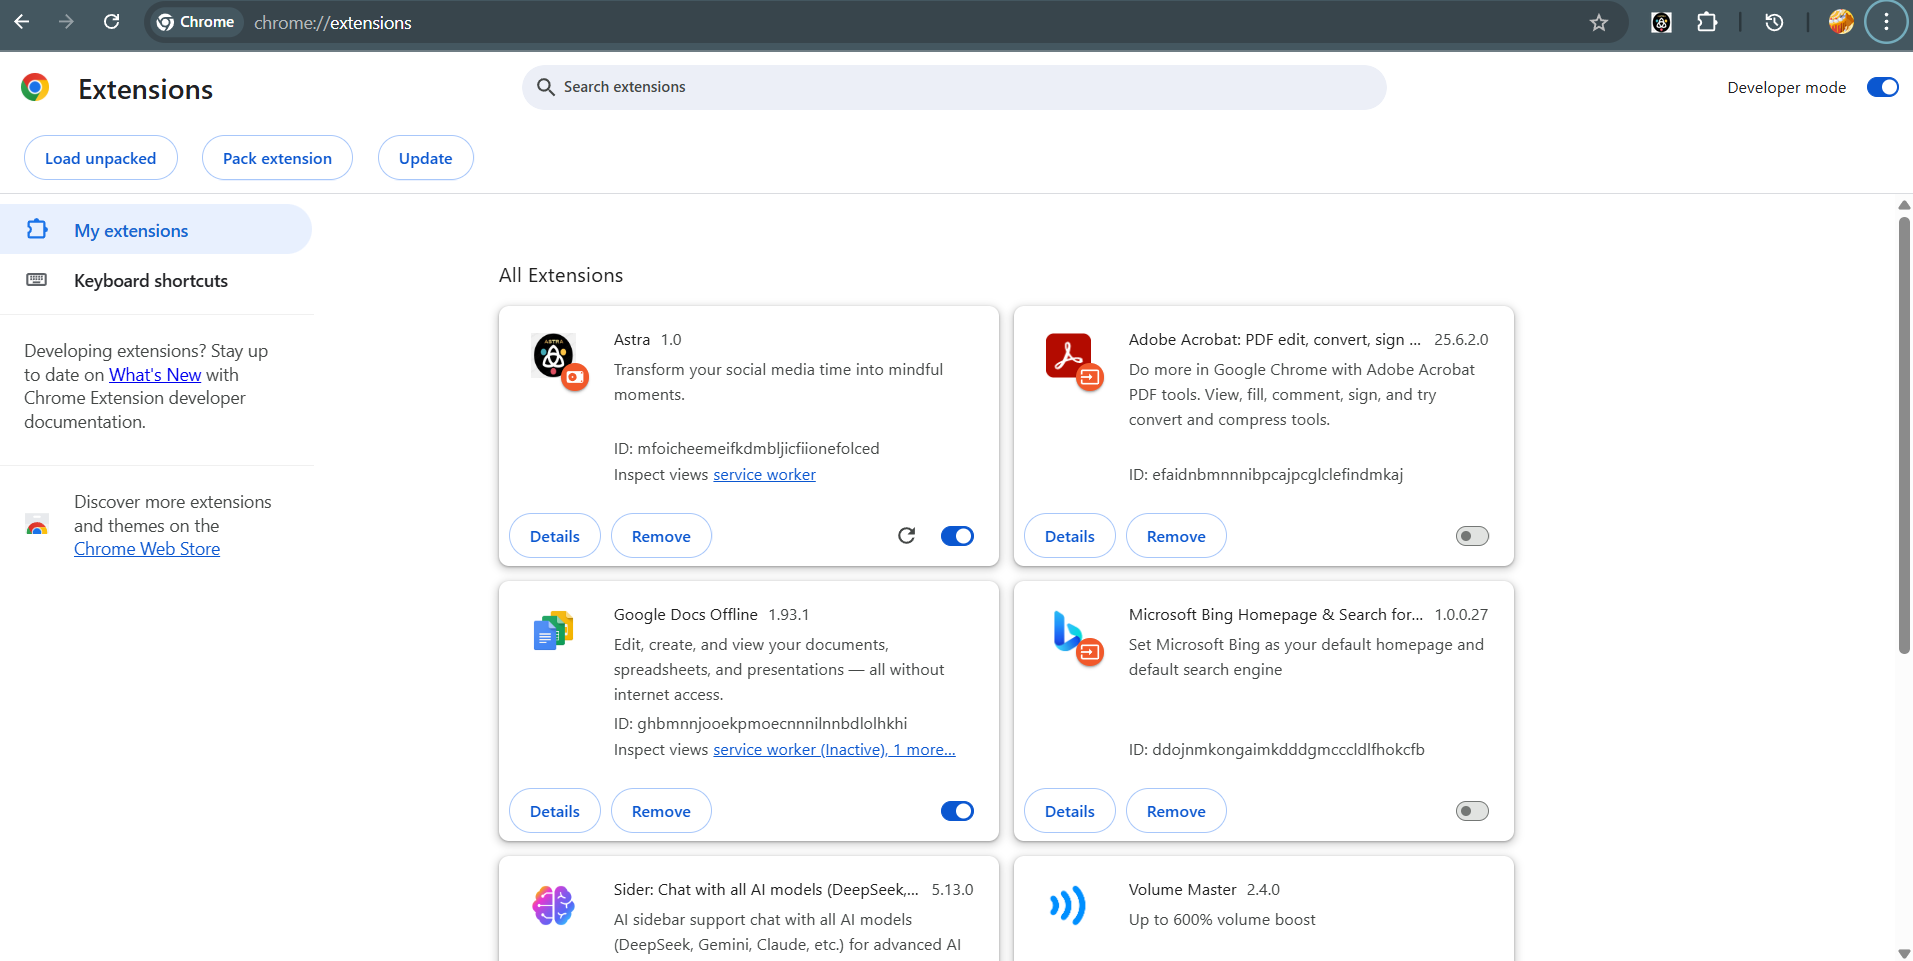 Chrome
chrome://extensions
Extensions
Search extensions
Developer mode
Load unpacked
Pack extension
Update
My extensions
Keyboard shortcuts
Developing extensions? Stay up
to date on What's New with
Chrome Extension developer
documentation.
Discover more extensions
and themes on the
Chrome Web Store
All Extensions
ASTRA
Astra 1.0
Transform your social media time into mindful
moments.
ID: mfoicheemeifkdmbljicfiionefolced
Inspect views service worker
Details
Remove
Adobe Acrobat: PDF edit, convert, sign ... 25.6.2.0
Do more in Google Chrome with Adobe Acrobat
PDF tools. View, fill, comment, sign, and try
convert and compress tools.
ID: efaidnbmnnnibpcajpcglclefindmkaj
Details
Remove
Google Docs Offline 1.93.1
Edit, create, and view your documents,
spreadsheets, and presentations — all without
internet access.
ID: ghbmnnjooekpmoecnnnilnnbdlolhkhi
Inspect views service worker (Inactive), 1 more...
Details
Remove
Microsoft Bing Homepage & Search for... 1.0.0.27
Set Microsoft Bing as your default homepage and
default search engine
ID: ddojnmkongaimkdddgmcccldlfhokcfb
Details
Remove
Sider: Chat with all AI models (DeepSeek,... 5.13.0
AI sidebar support chat with all AI models
(DeepSeek, Gemini, Claude, etc.) for advanced AI
Volume Master 2.4.0
Up to 600% volume boost